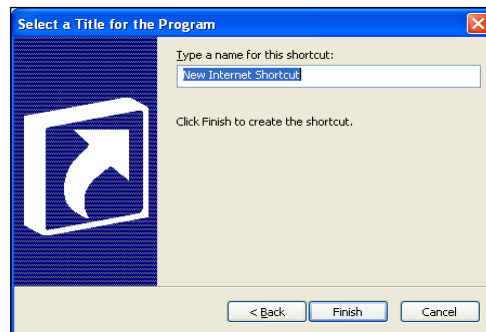 Select a Title for the Program
Type a name for this shortcut:
New Internet Shortcut
Click Finish to create the shortcut.
< Back
Finish
Cancel